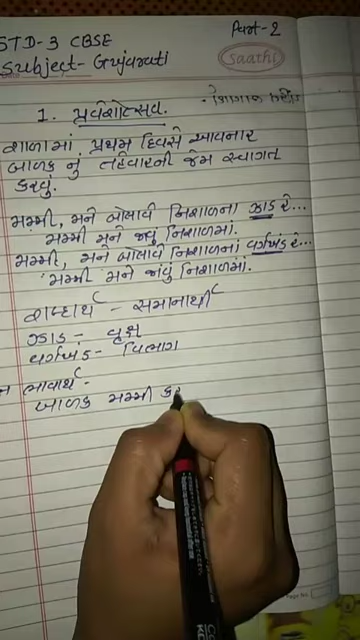 Part-2
STD-3 CBSE
Saathi
Subject- Gujarati
1. પ્રવેશોત્સવ.
શાળામાં પ્રથમ દિવસે આવનાર
બાળક નું તહેવારની જેમ સ્વાગત
કરવું.
મમ્મી, મને બોલાવી નિશાળના ઝાડ રે...
મમ્મી મને જાવું નિશાળમાં.
મમ્મી, મને બોલાવી નિશાળનાં વર્ગખંડ રે...
મમ્મી મને જાવું નિશાળમાં.
શબ્દાર્થ - સમાનાર્થી
ઝાડ - વૃક્ષ
વર્ગખંડ - વિભાગ
ભાવાર્થ -
બાળક મમ્મી